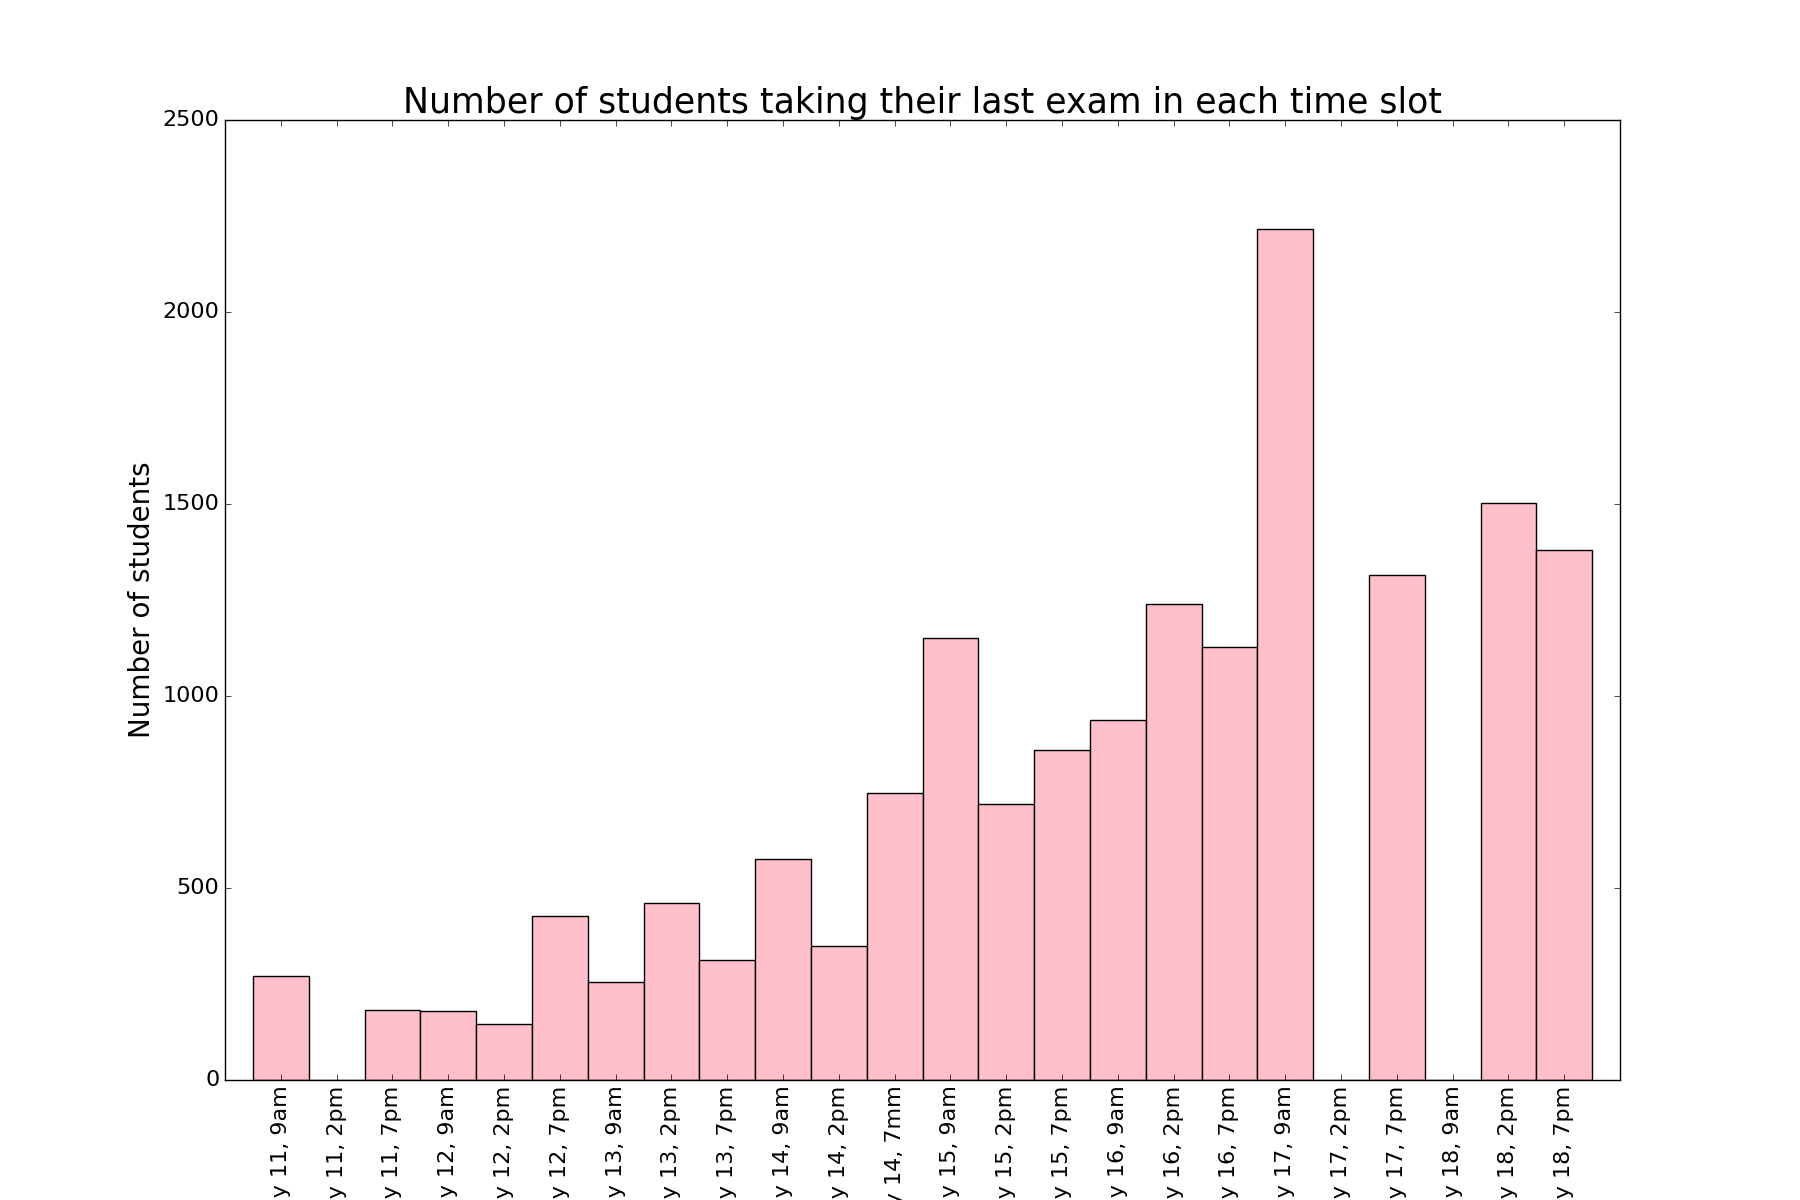 Number of students taking their last exam in each time slot
Number of students
2500
2000
1500
1000
500
0
y 11, 9am
y 11, 2pm
y 11, 7pm
y 12, 9am
y 12, 2pm
y 12, 7pm
y 13, 9am
y 13, 2pm
y 13, 7pm
y 14, 9am
y 14, 2pm
y 14, 7mm
y 15, 9am
y 15, 2pm
y 15, 7pm
y 16, 9am
y 16, 2pm
y 16, 7pm
y 17, 9am
y 17, 2pm
y 17, 7pm
y 18, 9am
y 18, 2pm
y 18, 7pm